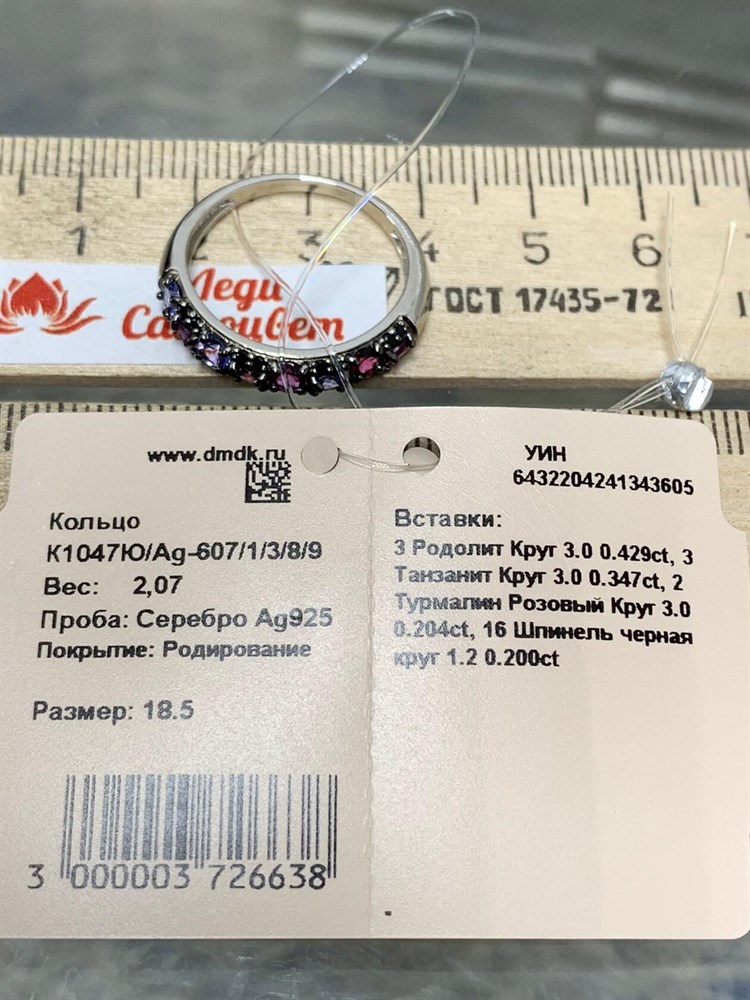 1 2 3 4 5 6
ГОСТ 17435-72
Леди
Самоцвет
www.dmdk.ru
Кольцо
К1047Ю/Ag-607/1/3/8/9
Вес: 2,07
Проба: Серебро Ag925
Покрытие: Родирование
Размер: 18.5
3 000003 726638
УИН
6432204241343605
Вставки:
3 Родолит Круг 3.0 0.429ct, 3
Танзанит Круг 3.0 0.347ct, 2
Турмалин Розовый Круг 3.0
0.204ct, 16 Шпинель черная
круг 1.2 0.200ct